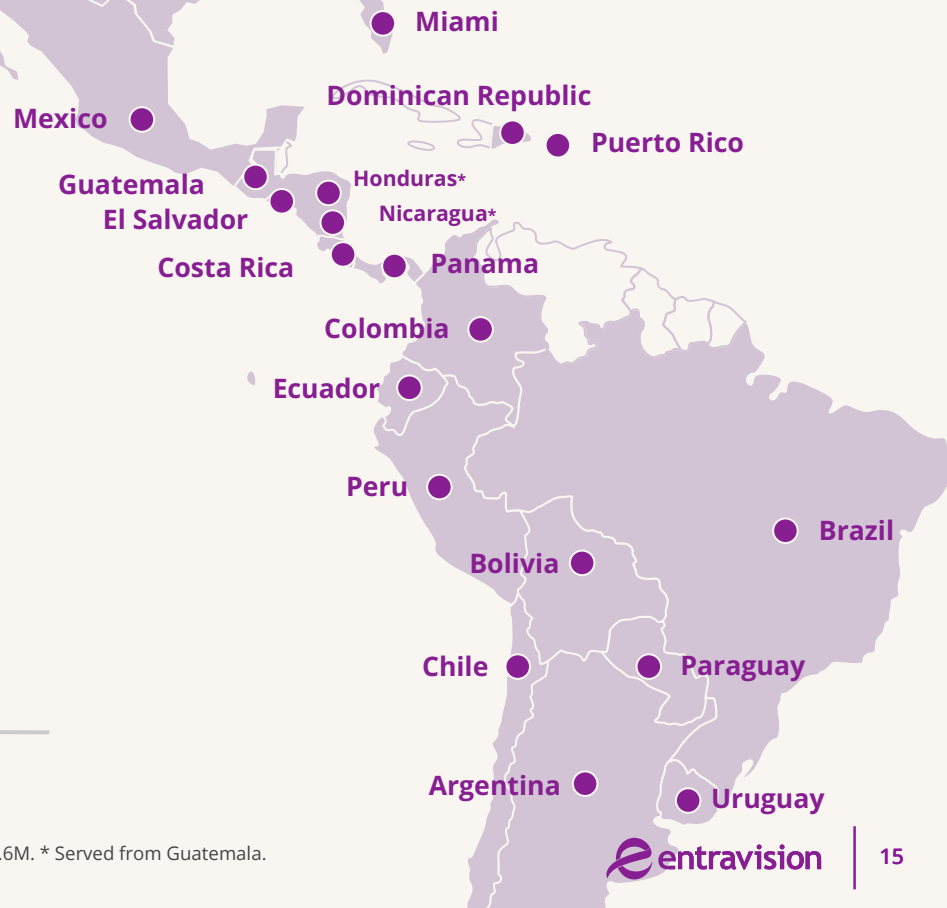 Miami
Dominican Republic
Mexico
Puerto Rico
Guatemala
Honduras*
El Salvador
Nicaragua*
Costa Rica
Panama
Colombia
Ecuador
Peru
Brazil
Bolivia
Chile
Paraguay
Argentina
Uruguay
.6M. * Served from Guatemala.
entravision
15